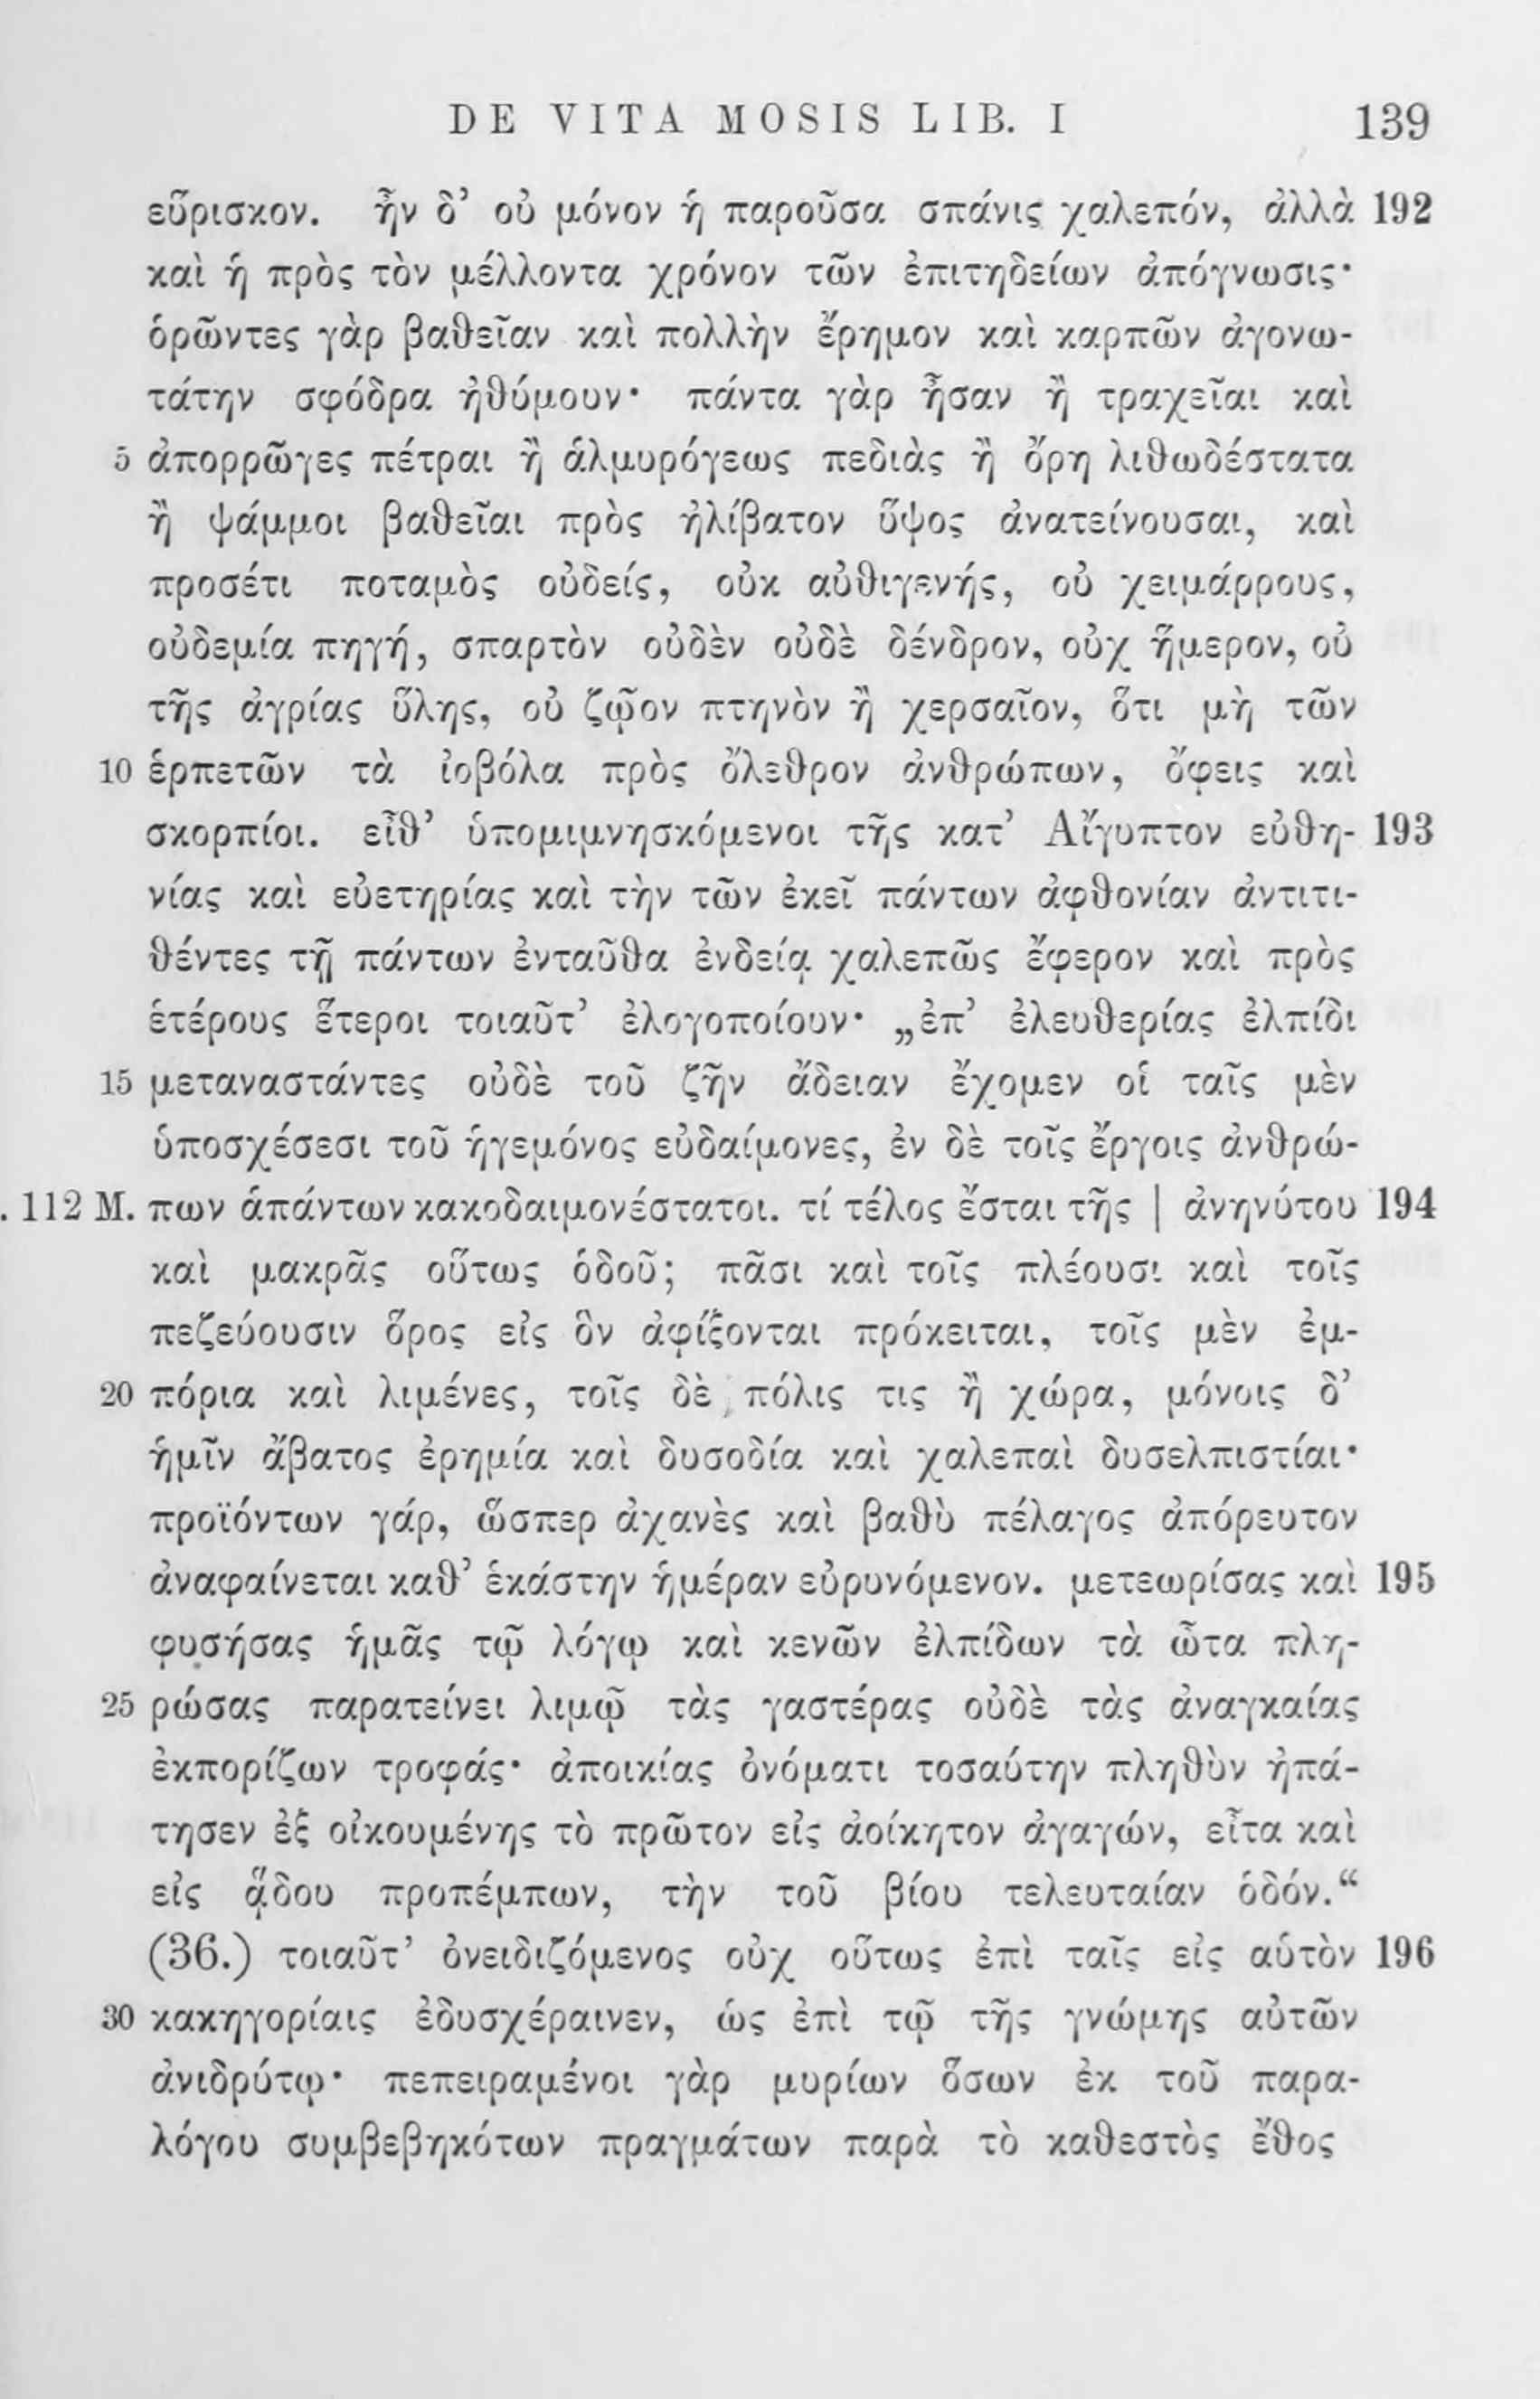 DE VITA MOSIS LIB. I 139
εὕρισκον. ἦν δ’ οὐ μόνον ἡ παροῦσα σπάνις χαλεπόν, ἀλλὰ 192
καὶ ἡ πρὸς τὸν μέλλοντα χρόνον τῶν ἐπιτηδείων ἀπόγνωσις·
ὁρῶντες γὰρ βαθεῖαν καὶ πολλὴν ἔρημον καὶ καρπῶν ἀγονω-
τάτην σφόδρα ἠθύμουν· πάντα γὰρ ἦσαν ἢ τραχεῖαι καὶ
5 ἀπορρῶγες πέτραι ἢ ἁλμυρόγεως πεδιὰς ἢ ὄρη λιθωδέστατα
ἢ ψάμμοι βαθεῖαι πρὸς ἠλίβατον ὕψος ἀνατείνουσαι, καὶ
προσέτι ποταμὸς οὐδείς, οὐκ αὐθιγενής, οὐ χειμάρρους,
οὐδεμία πηγή, σπαρτὸν οὐδὲν οὐδὲ δένδρον, οὐχ ἥμερον, οὐ
τῆς ἀγρίας ὕλης, οὐ ζῷον πτηνὸν ἢ χερσαῖον, ὅτι μὴ τῶν
10 ἑρπετῶν τὰ ἰοβόλα πρὸς ὄλεθρον ἀνθρώπων, ὄφεις καὶ
σκορπίοι. εἶθ’ ὑπομιμνησκόμενοι τῆς κατ’ Αἴγυπτον εὐθη- 193
νίας καὶ εὐετηρίας καὶ τὴν τῶν ἐκεῖ πάντων ἀφθονίαν ἀντιτι-
θέντες τῇ πάντων ἐνταῦθα ἐνδείᾳ χαλεπῶς ἔφερον καὶ πρὸς
ἑτέρους ἕτεροι τοιαῦτ’ ἐλογοποίουν· „ἐπ’ ἐλευθερίας ἐλπίδι
15 μεταναστάντες οὐδὲ τοῦ ζῆν ἄδειαν ἔχομεν οἱ ταῖς μὲν
ὑποσχέσεσι τοῦ ἡγεμόνος εὐδαίμονες, ἐν δὲ τοῖς ἔργοις ἀνθρώ-
. 112 M. πων ἁπάντων κακοδαιμονέστατοι. τί τέλος ἔσται τῆς | ἀνηνύτου 194
καὶ μακρᾶς οὕτως ὁδοῦ; πᾶσι καὶ τοῖς πλέουσι καὶ τοῖς
πεζεύουσιν ὅρος εἰς ὃν ἀφίξονται πρόκειται, τοῖς μὲν ἐμ-
20 πόρια καὶ λιμένες, τοῖς δὲ πόλις τις ἢ χώρα, μόνοις δ’
ἡμῖν ἄβατος ἐρημία καὶ δυσοδία καὶ χαλεπαὶ δυσελπιστίαι·
προϊόντων γάρ, ὥσπερ ἀχανὲς καὶ βαθὺ πέλαγος ἀπόρευτον
ἀναφαίνεται καθ’ ἑκάστην ἡμέραν εὐρυνόμενον. μετεωρίσας καὶ 195
φυσήσας ἡμᾶς τῷ λόγῳ καὶ κενῶν ἐλπίδων τὰ ὦτα πλη-
25 ρώσας παρατείνει λιμῷ τὰς γαστέρας οὐδὲ τὰς ἀναγκαίας
ἐκπορίζων τροφάς· ἀποικίας ὀνόματι τοσαύτην πληθὺν ἠπά-
τησεν ἐξ οἰκουμένης τὸ πρῶτον εἰς ἀοίκητον ἀγαγών, εἶτα καὶ
εἰς ᾅδου προπέμπων, τὴν τοῦ βίου τελευταίαν ὁδόν.“
(36.) τοιαῦτ’ ὀνειδιζόμενος οὐχ οὕτως ἐπὶ ταῖς εἰς αὑτὸν 196
30 κακηγορίαις ἐδυσχέραινεν, ὡς ἐπὶ τῷ τῆς γνώμης αὐτῶν
ἀνιδρύτῳ· πεπειραμένοι γὰρ μυρίων ὅσων ἐκ τοῦ παρα-
λόγου συμβεβηκότων πραγμάτων παρὰ τὸ καθεστὸς ἔθος